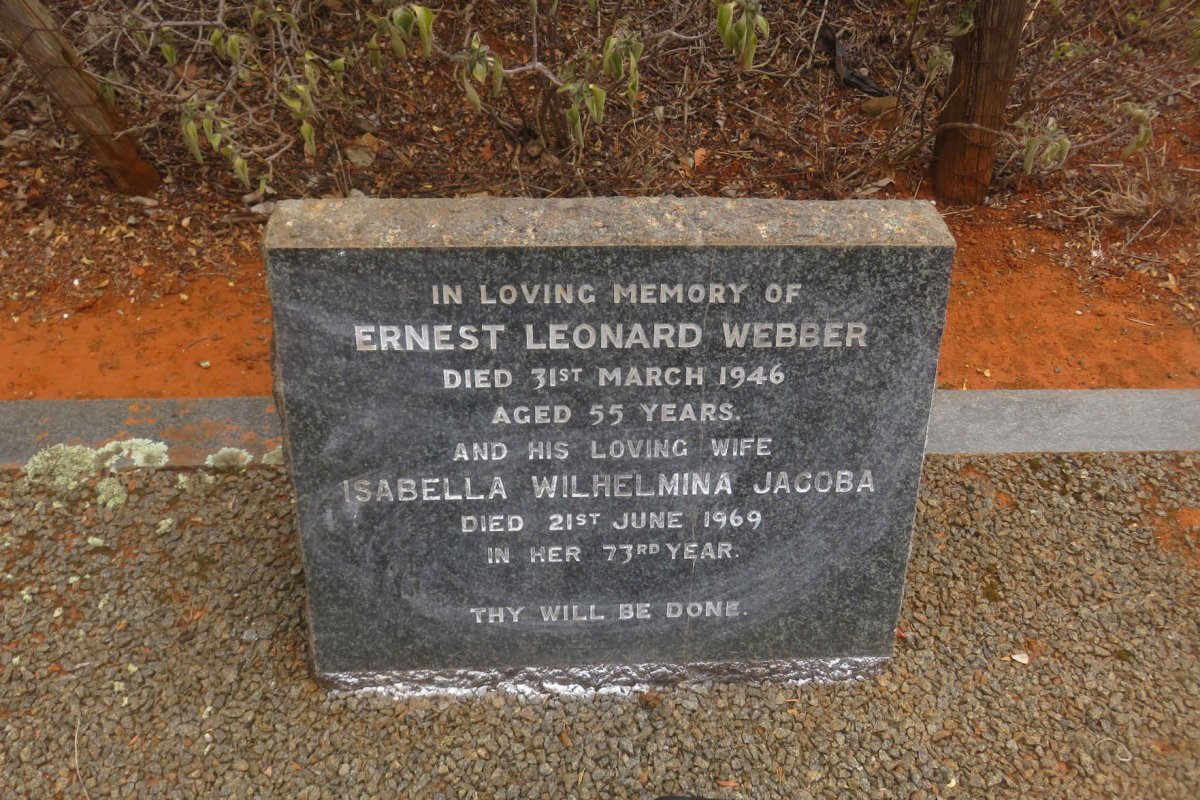 IN LOVING MEMORY OF
ERNEST LEONARD WEBBER
DIED 31ST MARCH 1946
AGED 55 YEARS.
AND HIS LOVING WIFE
ISABELLA WILHELMINA JACOBA
DIED 21ST JUNE 1969
IN HER 73RD YEAR.
THY WILL BE DONE.